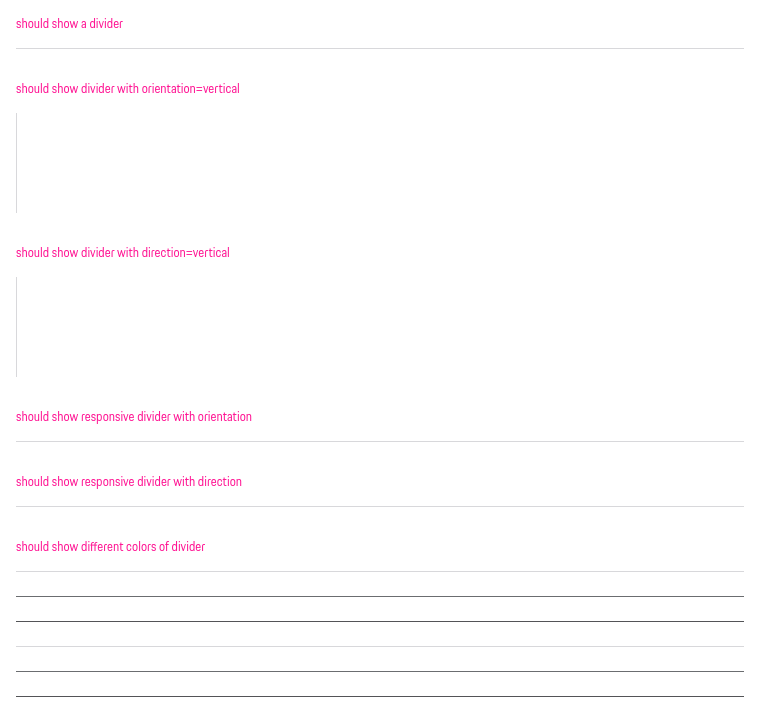 should show a divider
should show divider with orientation=vertical
should show divider with direction=vertical
should show responsive divider with orientation
should show responsive divider with direction
should show different colors of divider